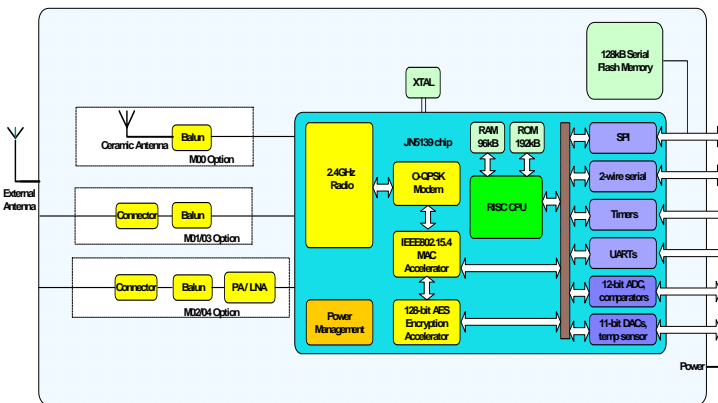 128kB Serial
Flash Memory
XTAL
Ceramic Antenna
Balun
M00 Option
External
Antenna
Connector
Balun
M01/03 Option
Connector
Balun
PA / LNA
M02/04 Option
JN5139 chip
2.4GHz
Radio
O-QPSK
Modem
IEEE802.15.4
MAC
Accelerator
128-bit AES
Encryption
Accelerator
Power
Management
RAM
96kB
ROM
192kB
RISC CPU
SPI
2-wire serial
Timers
UARTs
12-bit ADC,
comparators
11-bit DACs,
temp sensor
Power